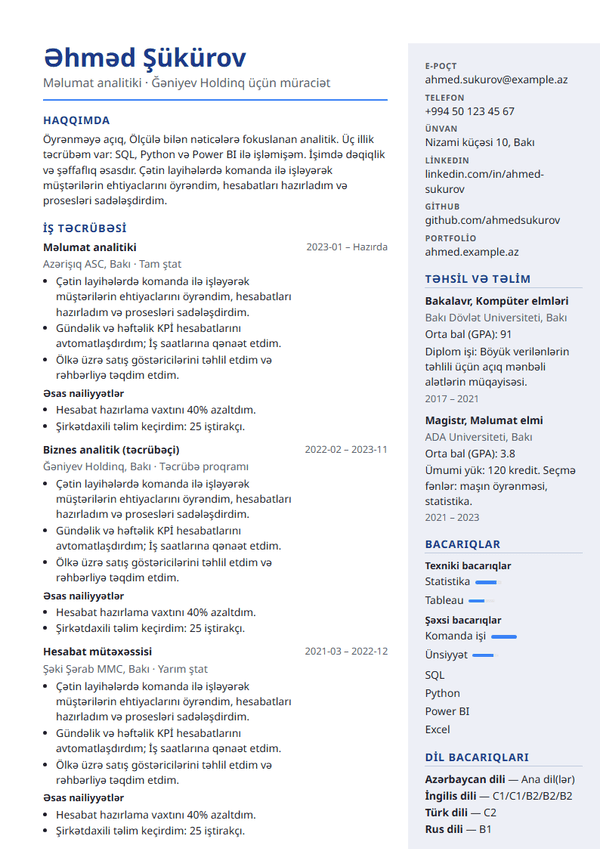 Əhməd Şükürov
Məlumat analitiki · Ğəniyev Holdinq üçün müraciət
HAQQIMDA
Öyrənməyə açıq, Ölçülə bilən nəticələrə fokuslanan analitik. Üç illik
təcrübəm var: SQL, Python və Power BI ilə işləmişəm. İşimdə dəqiqlik
və şəffaflıq əsasdır. Çətin layihələrdə komanda ilə işləyərək
müştərilərin ehtiyaclarını öyrəndim, hesabatları hazırladım və
prosesləri sadələşdirdim.
İŞ TƏCRÜBƏSİ
Məlumat analitiki 2023-01 – Hazırda
Azərişıq ASC, Bakı · Tam ştat
• Çətin layihələrdə komanda ilə işləyərək
müştərilərin ehtiyaclarını öyrəndim, hesabatları
hazırladım və prosesləri sadələşdirdim.
• Gündəlik və həftəlik KPİ hesabatlarını
avtomatlaşdırdım; İş saatlarına qənaət etdim.
• Ölkə üzrə satış göstəricilərini təhlil etdim və
rəhbərliyə təqdim etdim.
Əsas nailiyyətlər
• Hesabat hazırlama vaxtını 40% azaltdım.
• Şirkətdaxili təlim keçirdim: 25 iştirakçı.
Biznes analitik (təcrübəçi) 2022-02 – 2023-11
Ğəniyev Holdinq, Bakı · Təcrübə proqramı
• Çətin layihələrdə komanda ilə işləyərək
müştərilərin ehtiyaclarını öyrəndim, hesabatları
hazırladım və prosesləri sadələşdirdim.
• Gündəlik və həftəlik KPİ hesabatlarını
avtomatlaşdırdım; İş saatlarına qənaət etdim.
• Ölkə üzrə satış göstəricilərini təhlil etdim və
rəhbərliyə təqdim etdim.
Əsas nailiyyətlər
• Hesabat hazırlama vaxtını 40% azaltdım.
• Şirkətdaxili təlim keçirdim: 25 iştirakçı.
Hesabat mütəxəssisi 2021-03 – 2022-12
Şəki Şərab MMC, Bakı · Yarım ştat
• Çətin layihələrdə komanda ilə işləyərək
müştərilərin ehtiyaclarını öyrəndim, hesabatları
hazırladım və prosesləri sadələşdirdim.
• Gündəlik və həftəlik KPİ hesabatlarını
avtomatlaşdırdım; İş saatlarına qənaət etdim.
• Ölkə üzrə satış göstəricilərini təhlil etdim və
rəhbərliyə təqdim etdim.
Əsas nailiyyətlər
• Hesabat hazırlama vaxtını 40% azaltdım.
• Şirkətdaxili təlim keçirdim: 25 iştirakçı.
E-POÇT
ahmed.sukurov@example.az
TELEFON
+994 50 123 45 67
ÜNVAN
Nizami küçəsi 10, Bakı
LİNKEDIN
linkedin.com/in/ahmed-
sukurov
GİTHUB
github.com/ahmedsukurov
PORTFOLİO
ahmed.example.az
TƏHSİL VƏ TƏLİM
Bakalavr, Kompüter elmləri
Bakı Dövlət Universiteti, Bakı
Orta bal (GPA): 91
Diplom işi: Böyük verilənlərin
təhlili üçün açıq mənbəli
alətlərin müqayisəsi.
2017 – 2021
Magistr, Məlumat elmi
ADA Universiteti, Bakı
Orta bal (GPA): 3.8
Ümumi yük: 120 kredit. Seçmə
fənlər: maşın öyrənməsi,
statistika.
2021 – 2023
BACARIQLAR
Texniki bacarıqlar
Statistika
Tableau
Şəxsi bacarıqlar
Komanda işi
Ünsiyyət
SQL
Python
Power BI
Excel
DİL BACARIQLARI
Azərbaycan dili — Ana dil(lər)
İngilis dili — C1/C1/B2/B2/B2
Türk dili — C2
Rus dili — B1